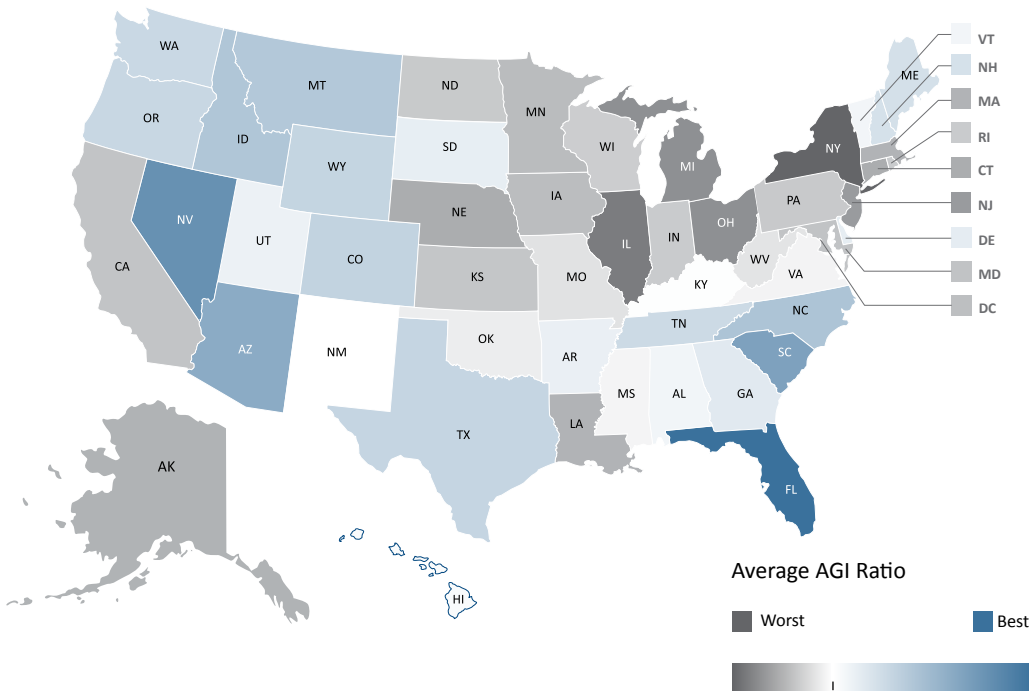 WA
OR
CA
ID
NV
MT
WY
UT
AZ
CO
NM
ND
SD
NE
KS
OK
TX
MN
IA
MO
AR
LA
WI
IL
MI
IN
OH
KY
TN
MS
AL
GA
FL
SC
NC
VA
WV
PA
NY
ME
VT
NH
MA
RI
CT
NJ
DE
MD
DC
AK
HI
Average AGI Ratio
Worst
Best